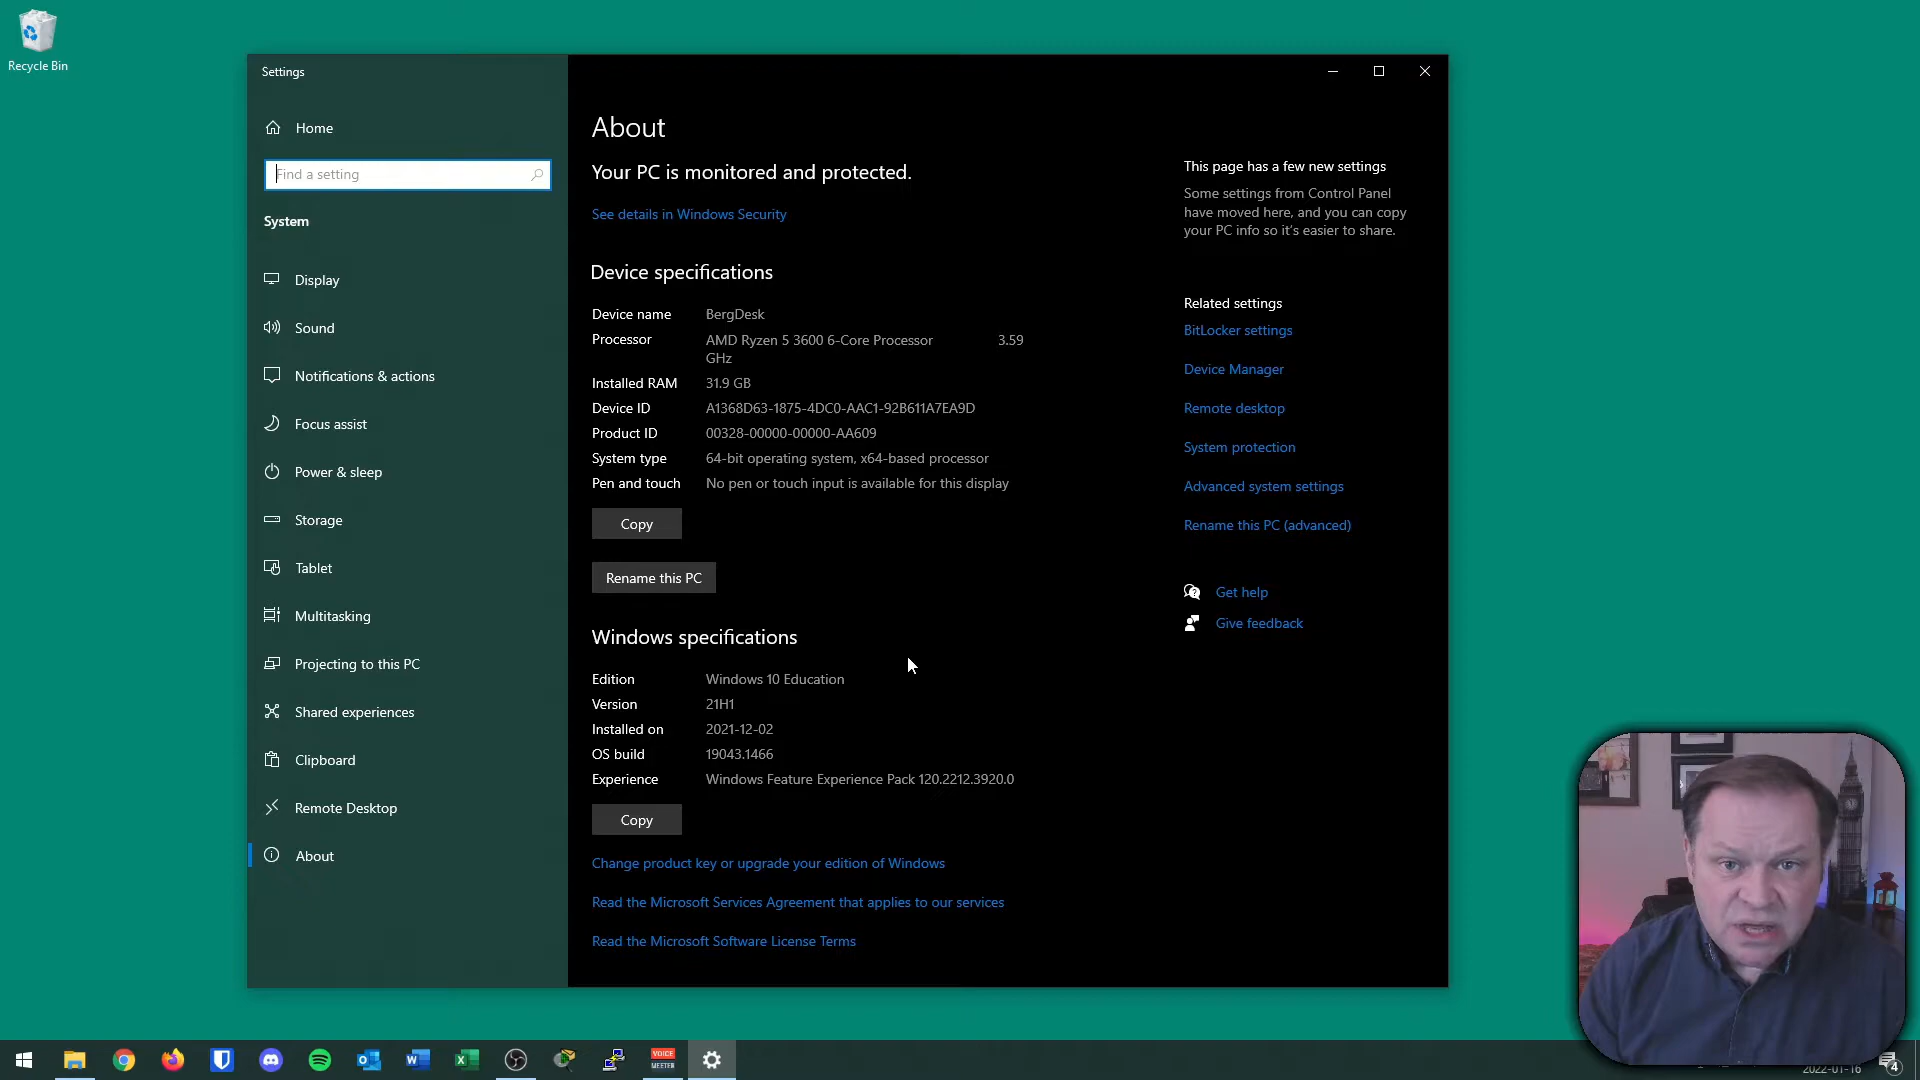 Recycle Bin
Settings
Home
Find a setting
System
Display
Sound
Notifications & actions
Focus assist
Power & sleep
Storage
Tablet
Multitasking
Projecting to this PC
Shared experiences
Clipboard
Remote Desktop
About
About
Your PC is monitored and protected.
See details in Windows Security
Device specifications
Device name BergDesk
Processor AMD Ryzen 5 3600 6-Core Processor 3.59
GHz
Installed RAM 31.9 GB
Device ID A1368D63-1875-4DC0-AAC1-92B611A7EA9D
Product ID 00328-00000-00000-AA609
System type 64-bit operating system, x64-based processor
Pen and touch No pen or touch input is available for this display
Copy
Rename this PC
Windows specifications
Edition Windows 10 Education
Version 21H1
Installed on 2021-12-02
OS build 19043.1466
Experience Windows Feature Experience Pack 120.2212.3920.0
Copy
Change product key or upgrade your edition of Windows
Read the Microsoft Services Agreement that applies to our services
Read the Microsoft Software License Terms
This page has a few new settings
Some settings from Control Panel
have moved here, and you can copy
your PC info so it's easier to share.
Related settings
BitLocker settings
Device Manager
Remote desktop
System protection
Advanced system settings
Rename this PC (advanced)
Get help
Give feedback
VOICE
MEETER
2022-01-16
4